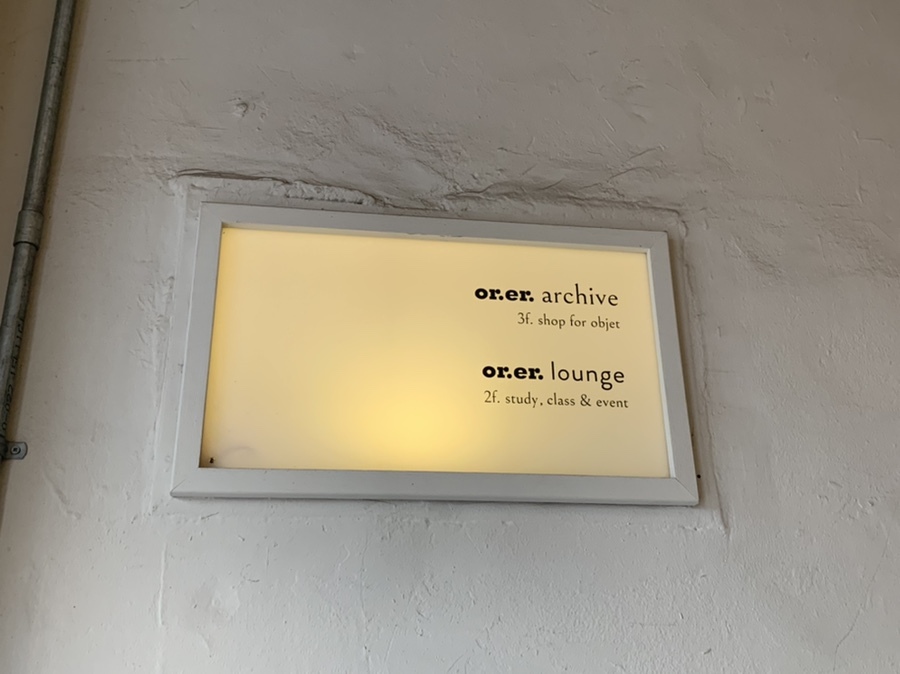 or.er. archive
3f. shop for objet
or.er. lounge
2f. study, class & event